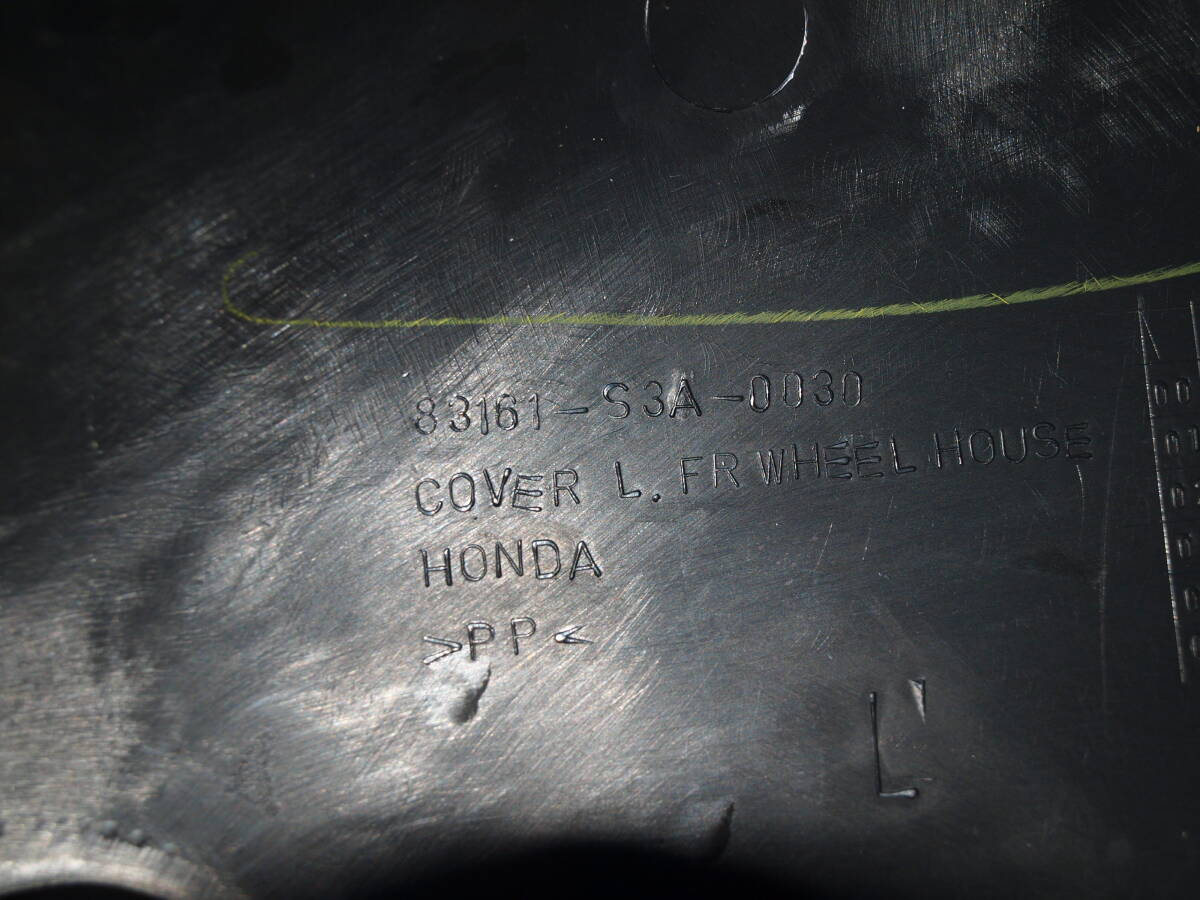 83161-S3A-0030
COVER L. FR WHEEL HOUSE
HONDA
>PP<
L